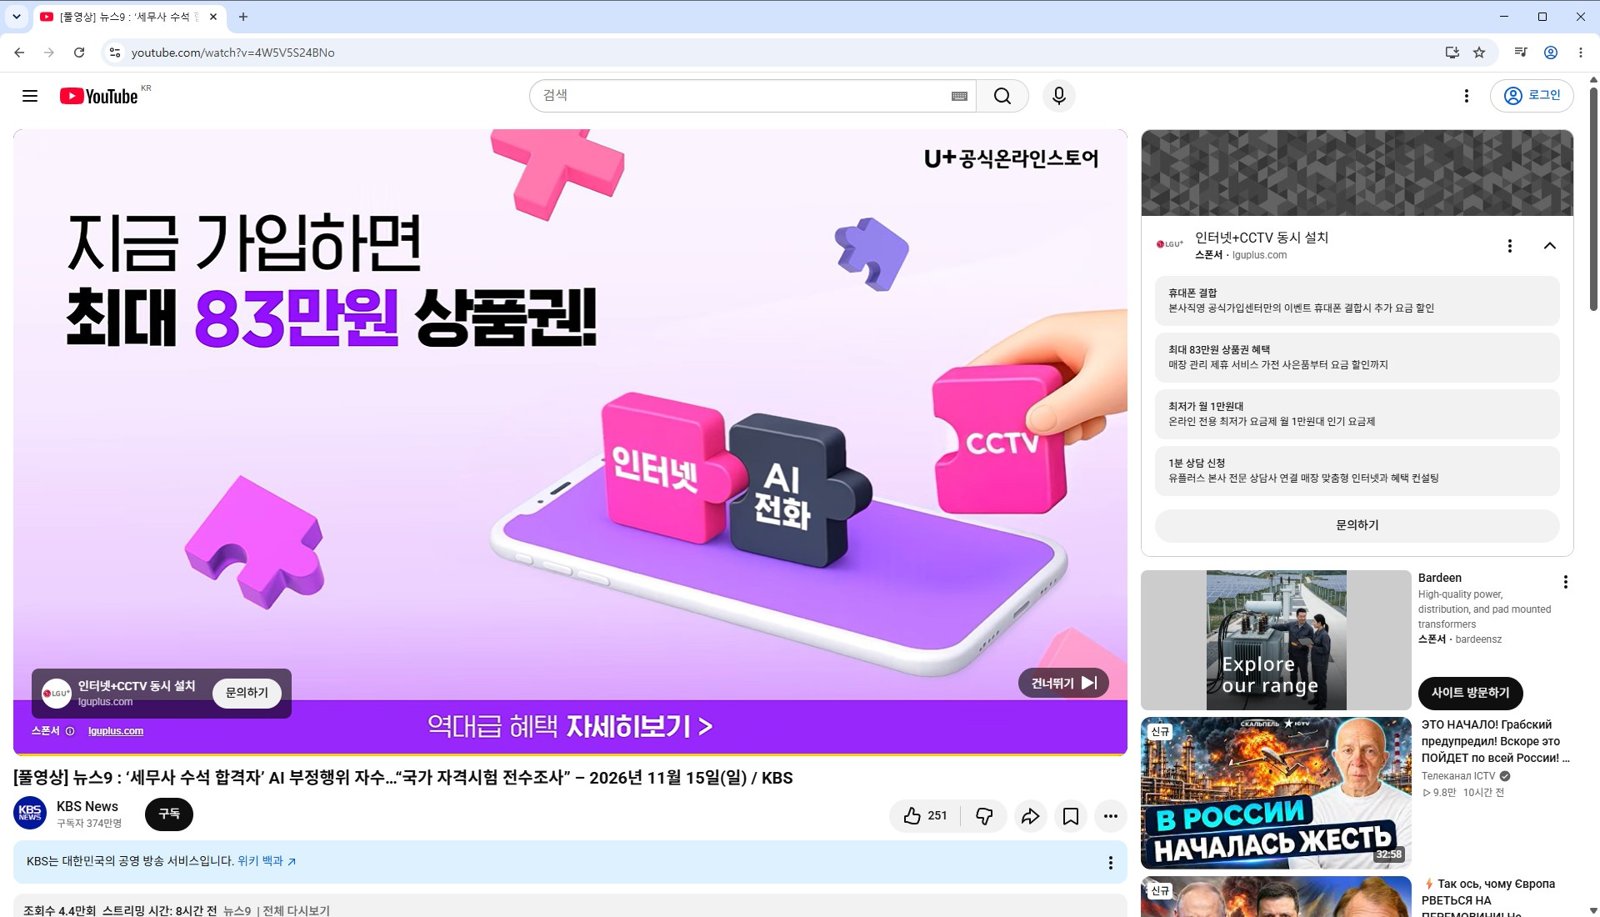 [풀영상] 뉴스9 : ‘세무사 수석 합
youtube.com/watch?v=4W5V5S24BNo
YouTube KR
검색
로그인
U+공식온라인스토어
지금 가입하면
최대 83만원 상품권!
인터넷
AI
전화
CCTV
LGU+
인터넷+CCTV 동시 설치
lguplus.com
문의하기
건너뛰기
스폰서
lguplus.com
역대급 혜택 자세히보기 >
[풀영상] 뉴스9 : ‘세무사 수석 합격자’ AI 부정행위 자수...“국가 자격시험 전수조사” – 2026년 11월 15일(일) / KBS
KBS NEWS
KBS News
구독자 374만명
구독
251
KBS는 대한민국의 공영 방송 서비스입니다. 위키 백과
조회수 4.4만회 스트리밍 시간: 8시간 전 뉴스9 | 전체 다시보기
LGU+
인터넷+CCTV 동시 설치
스폰서 · lguplus.com
휴대폰 결합
본사직영 공식가입센터만의 이벤트 휴대폰 결합시 추가 요금 할인
최대 83만원 상품권 혜택
매장 관리 제휴 서비스 가전 사은품부터 요금 할인까지
최저가 월 1만원대
온라인 전용 최저가 요금제 월 1만원대 인기 요금제
1분 상담 신청
유플러스 본사 전문 상담사 연결 매장 맞춤형 인터넷과 혜택 컨설팅
문의하기
Explore
our range
Bardeen
High-quality power,
distribution, and pad mounted
transformers
스폰서 · bardeensz
사이트 방문하기
신규
СКАЛЬПЕЛЬ ICTV
В РОССИИ
НАЧАЛАСЬ ЖЕСТЬ
32:58
ЭТО НАЧАЛО! Грабский
предупредил! Вскоре это
ПОЙДЕТ по всей России! ...
Телеканал ICTV
9.8만 10시간 전
신규
Так ось, чому Європа
РВЕТЬСЯ НА
ПЕРЕМОВИНИ! Не